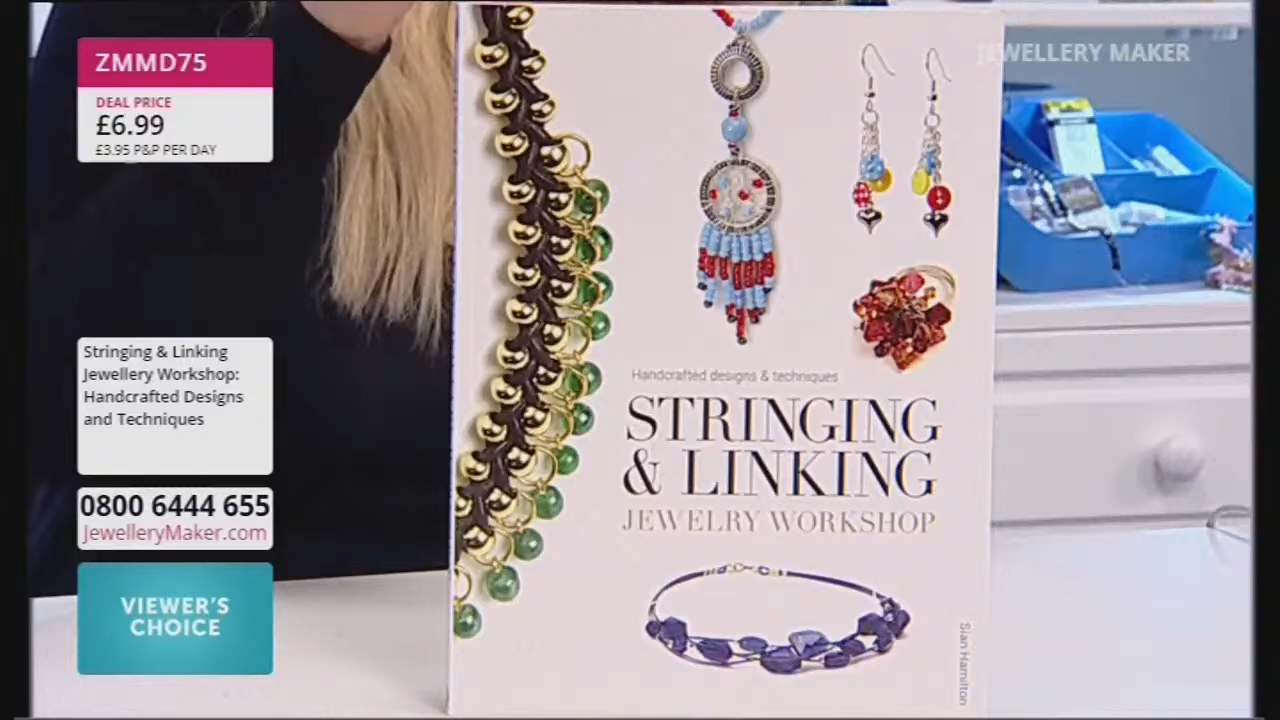 ZMMD75
DEAL PRICE
£6.99
£3.95 P&P PER DAY
Stringing & Linking
Jewellery Workshop:
Handcrafted Designs
and Techniques
0800 6444 655
JewelleryMaker.com
VIEWER'S
CHOICE
JEWELLERY MAKER
Handcrafted designs & techniques
STRINGING
& LINKING
JEWELRY WORKSHOP
Sian Hamilton